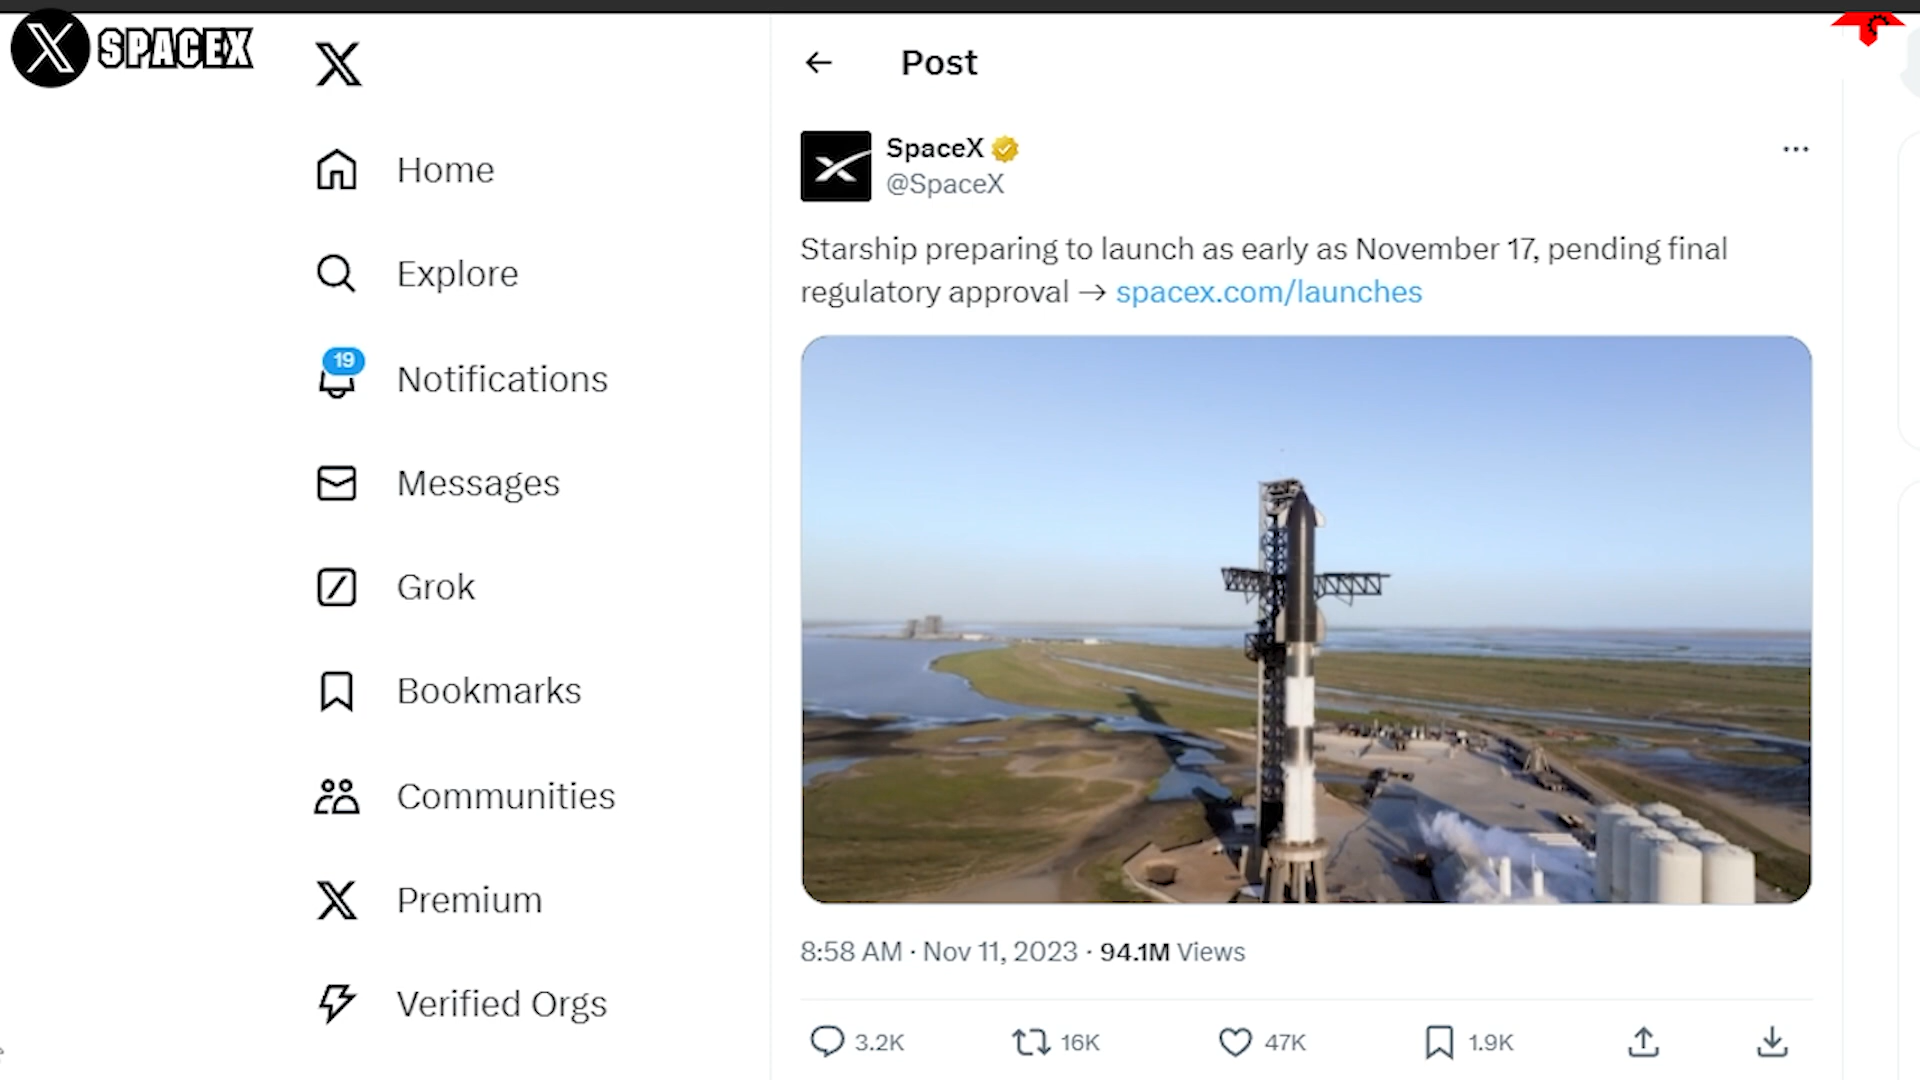 X SPACEX
Home
Explore
19
Notifications
Messages
Grok
Bookmarks
Communities
Premium
Verified Orgs
Post
SpaceX
@SpaceX
Starship preparing to launch as early as November 17, pending final
regulatory approval → spacex.com/launches
8:58 AM · Nov 11, 2023 · 94.1M Views
3.2K
16K
47K
1.9K